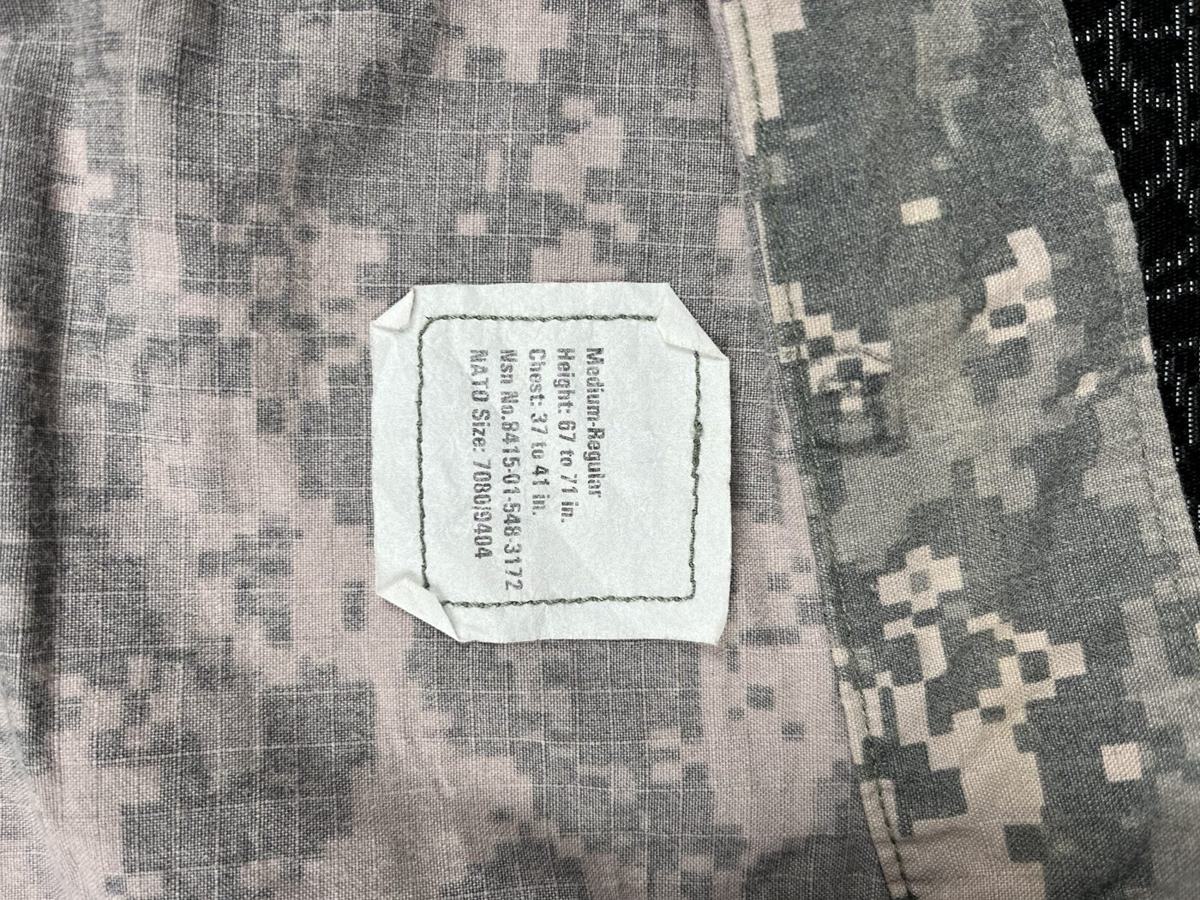 Medium-Regular
Height: 67 to 71 in.
Chest: 37 to 41 in.
Nsn No.8415-01-548-3172
NATO Size: 7080/9404